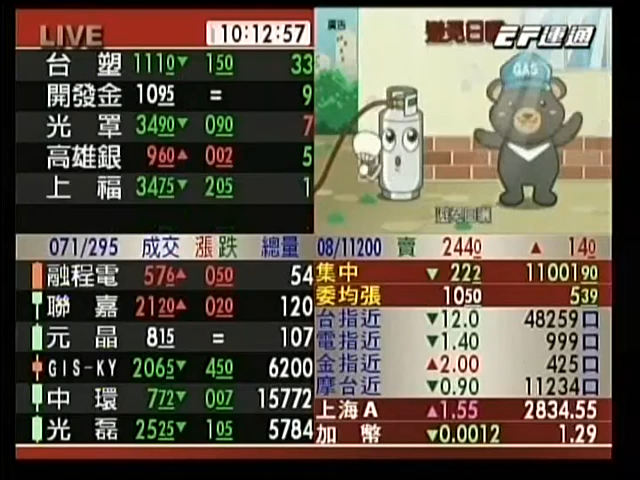 LIVE 10:12:57
台塑 1110▼ 150 33
開發金 1095 = 9
光罩 3490▼ 090 7
高雄銀 960▲ 002 5
上福 3475▼ 205 1
廣告
EF運通
GAS
071/295 成交 漲跌 總量
融程電 576▲ 050 54
聯嘉 2120▲ 020 120
元晶 815 = 107
GIS-KY 2065▼ 450 6200
中環 772▼ 007 15772
光磊 2525▼ 105 5784
08/11200 賣 2440 ▲ 140
集中 ▼ 222 1100190
委均張 1050 539
台指近 ▼12.0 48259口
電指近 ▼1.40 999口
金指近 ▲2.00 425口
摩台近 ▼0.90 11234口
上海A ▲1.55 2834.55
加幣 ▼0.0012 1.29